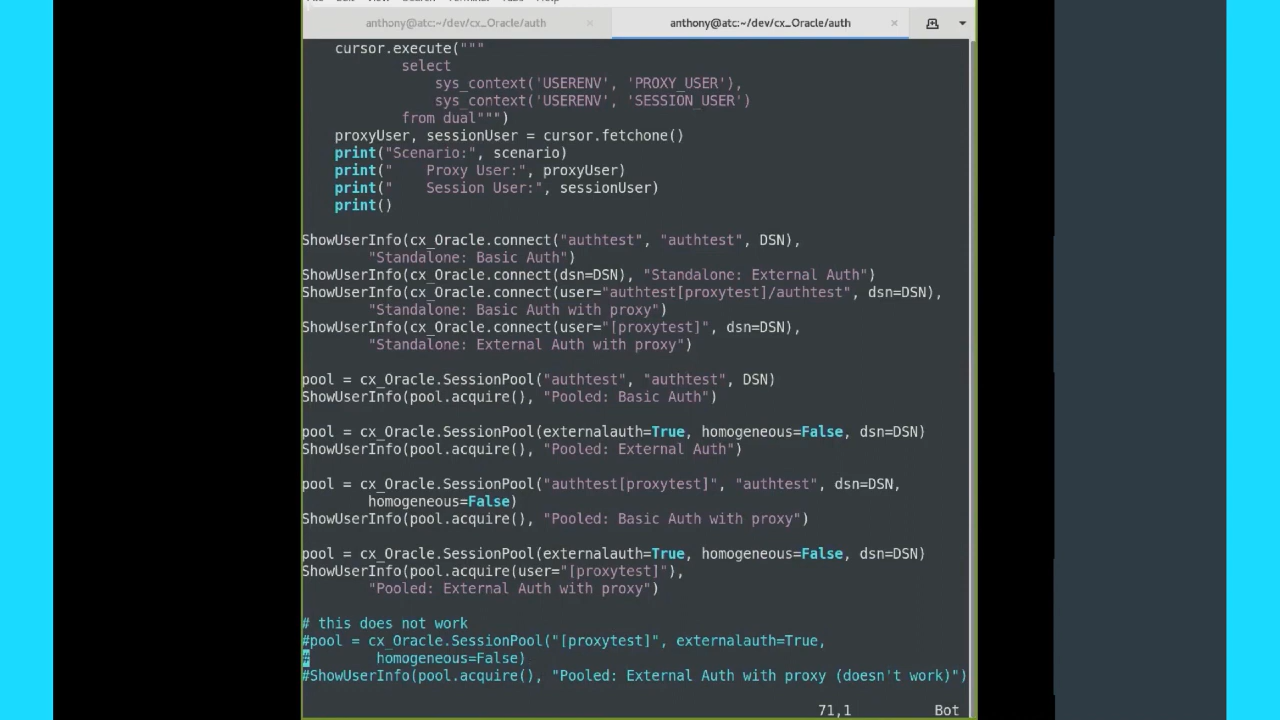 anthony@atc:~/dev/cx_Oracle/auth × anthony@atc:~/dev/cx_Oracle/auth ×
    cursor.execute("""
            select
                sys_context('USERENV', 'PROXY_USER'),
                sys_context('USERENV', 'SESSION_USER')
            from dual""")
    proxyUser, sessionUser = cursor.fetchone()
    print("Scenario:", scenario)
    print("    Proxy User:", proxyUser)
    print("    Session User:", sessionUser)
    print()
ShowUserInfo(cx_Oracle.connect("authtest", "authtest", DSN),
        "Standalone: Basic Auth")
ShowUserInfo(cx_Oracle.connect(dsn=DSN), "Standalone: External Auth")
ShowUserInfo(cx_Oracle.connect(user="authtest[proxytest]/authtest", dsn=DSN),
        "Standalone: Basic Auth with proxy")
ShowUserInfo(cx_Oracle.connect(user="[proxytest]", dsn=DSN),
        "Standalone: External Auth with proxy")
pool = cx_Oracle.SessionPool("authtest", "authtest", DSN)
ShowUserInfo(pool.acquire(), "Pooled: Basic Auth")
pool = cx_Oracle.SessionPool(externalauth=True, homogeneous=False, dsn=DSN)
ShowUserInfo(pool.acquire(), "Pooled: External Auth")
pool = cx_Oracle.SessionPool("authtest[proxytest]", "authtest", dsn=DSN,
        homogeneous=False)
ShowUserInfo(pool.acquire(), "Pooled: Basic Auth with proxy")
pool = cx_Oracle.SessionPool(externalauth=True, homogeneous=False, dsn=DSN)
ShowUserInfo(pool.acquire(user="[proxytest]"),
        "Pooled: External Auth with proxy")
# this does not work
#pool = cx_Oracle.SessionPool("[proxytest]", externalauth=True,
#        homogeneous=False)
#ShowUserInfo(pool.acquire(), "Pooled: External Auth with proxy (doesn't work)")
71,1 Bot